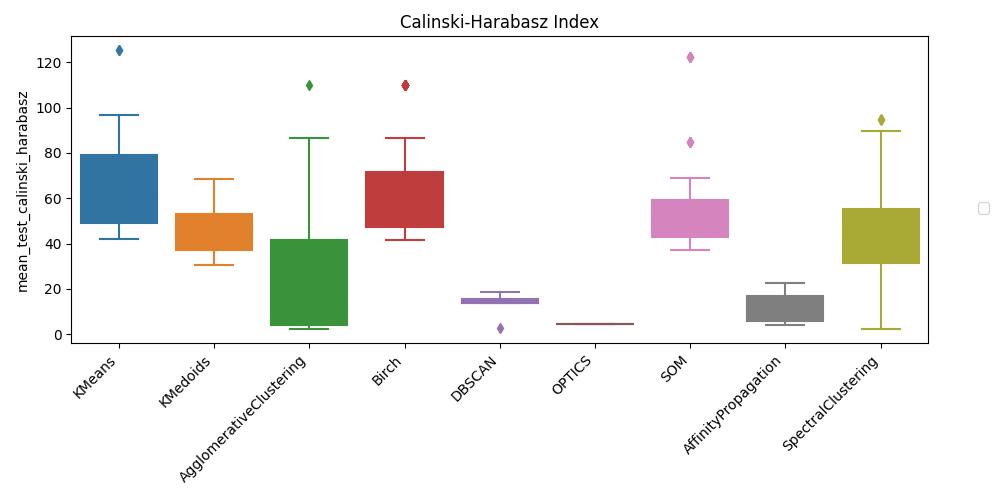 Calinski-Harabasz Index
mean_test_calinski_harabasz
120
100
80
60
40
20
0
KMeans
KMedoids
AgglomerativeClustering
Birch
DBSCAN
OPTICS
SOM
AffinityPropagation
SpectralClustering